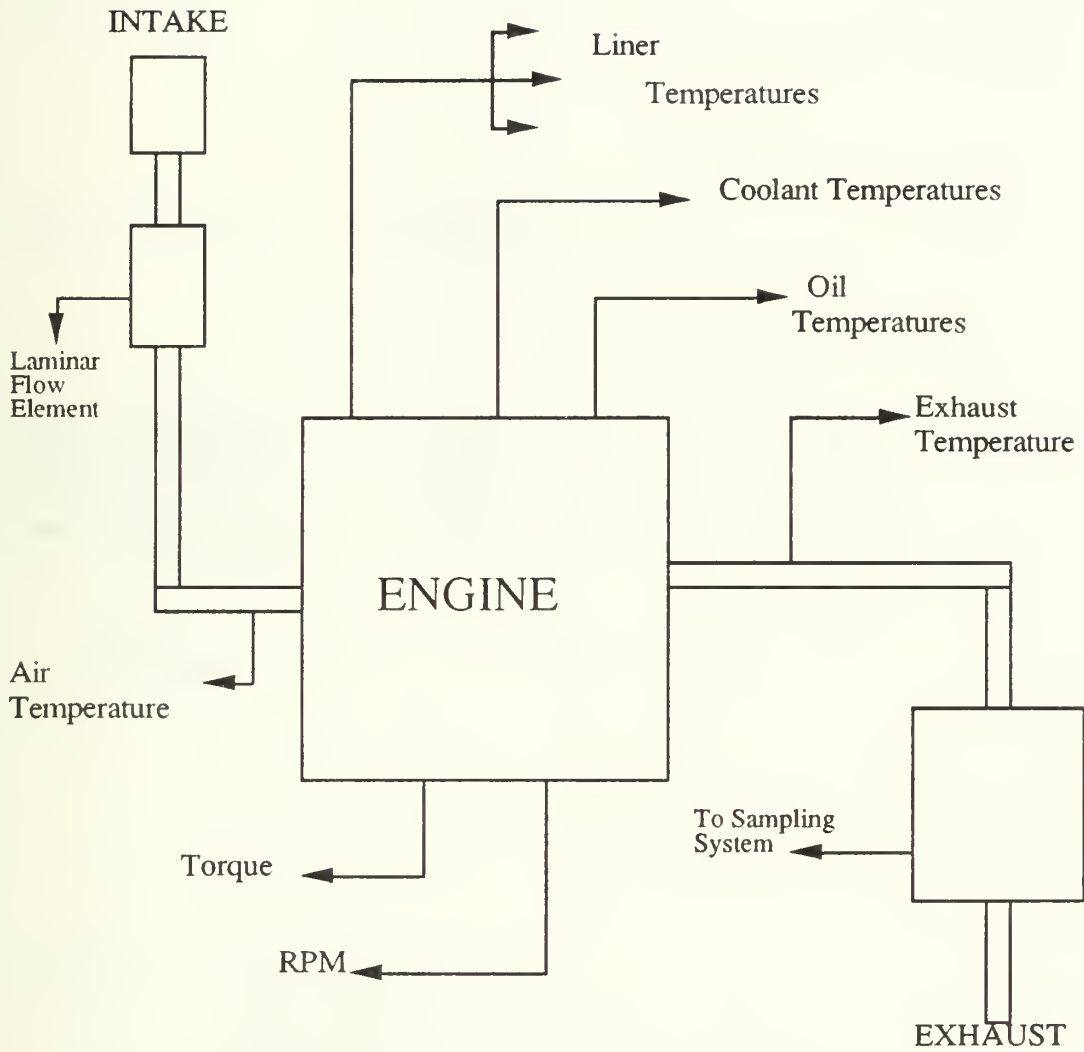 INTAKE
Liner
Temperatures
Coolant Temperatures
Oil
Temperatures
Laminar
Flow
Element
Exhaust
Temperature
ENGINE
Air
Temperature
To Sampling
System
Torque
RPM
EXHAUST